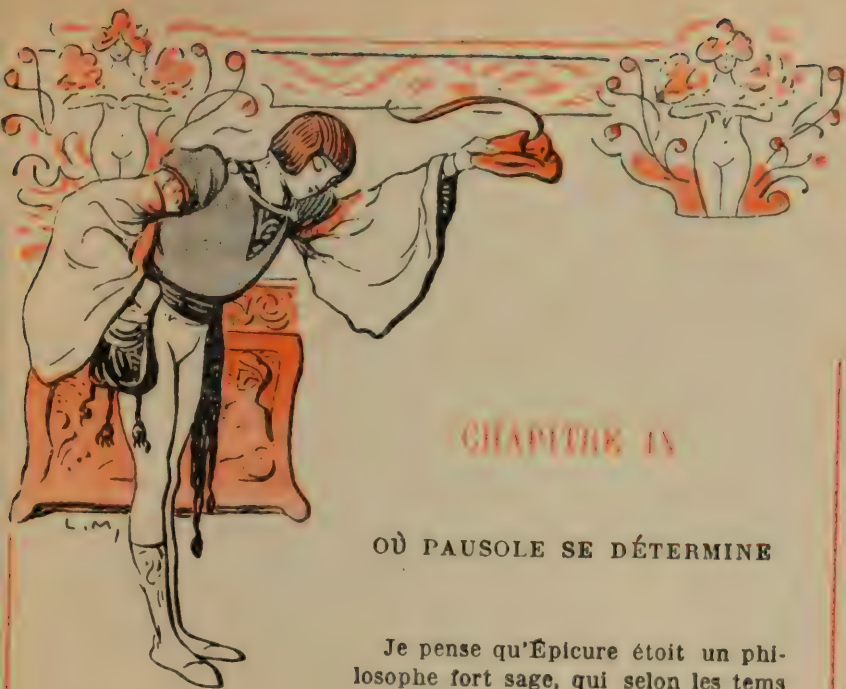 L.M,
CHAPITRE
OÙ PAUSOLE SE DÉTERMINE
Je pense qu'Épicure étoit un phi-
losophe fort sage, qui selon les tems